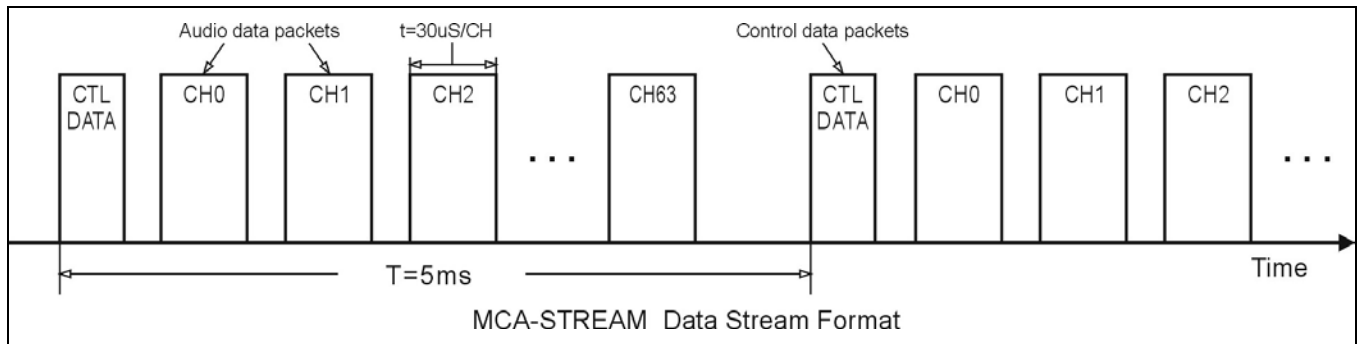 Audio data packets
t=30uS/CH
Control data packets
CTL
DATA
CH0
CH1
CH2
. . .
CH63
CTL
DATA
CH0
CH1
CH2
. . .
T=5ms
Time
MCA-STREAM Data Stream Format